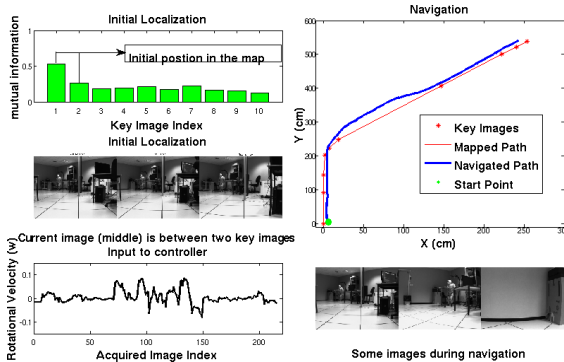 Initial Localization
mutual information
1
0.5
0
Initial postion in the map
1 2 3 4 5 6 7 8 9 10
Key Image Index
Initial Localization
Current image (middle) is between two key images
Input to controller
Rotational Velocity (w)
0.1
0
-0.1
0 50 100 150 200
Acquired Image Index
Navigation
Y (cm)
600
500
400
300
200
100
0
Key Images
Mapped Path
Navigated Path
Start Point
0 50 100 150 200 250 300
X (cm)
Some images during navigation